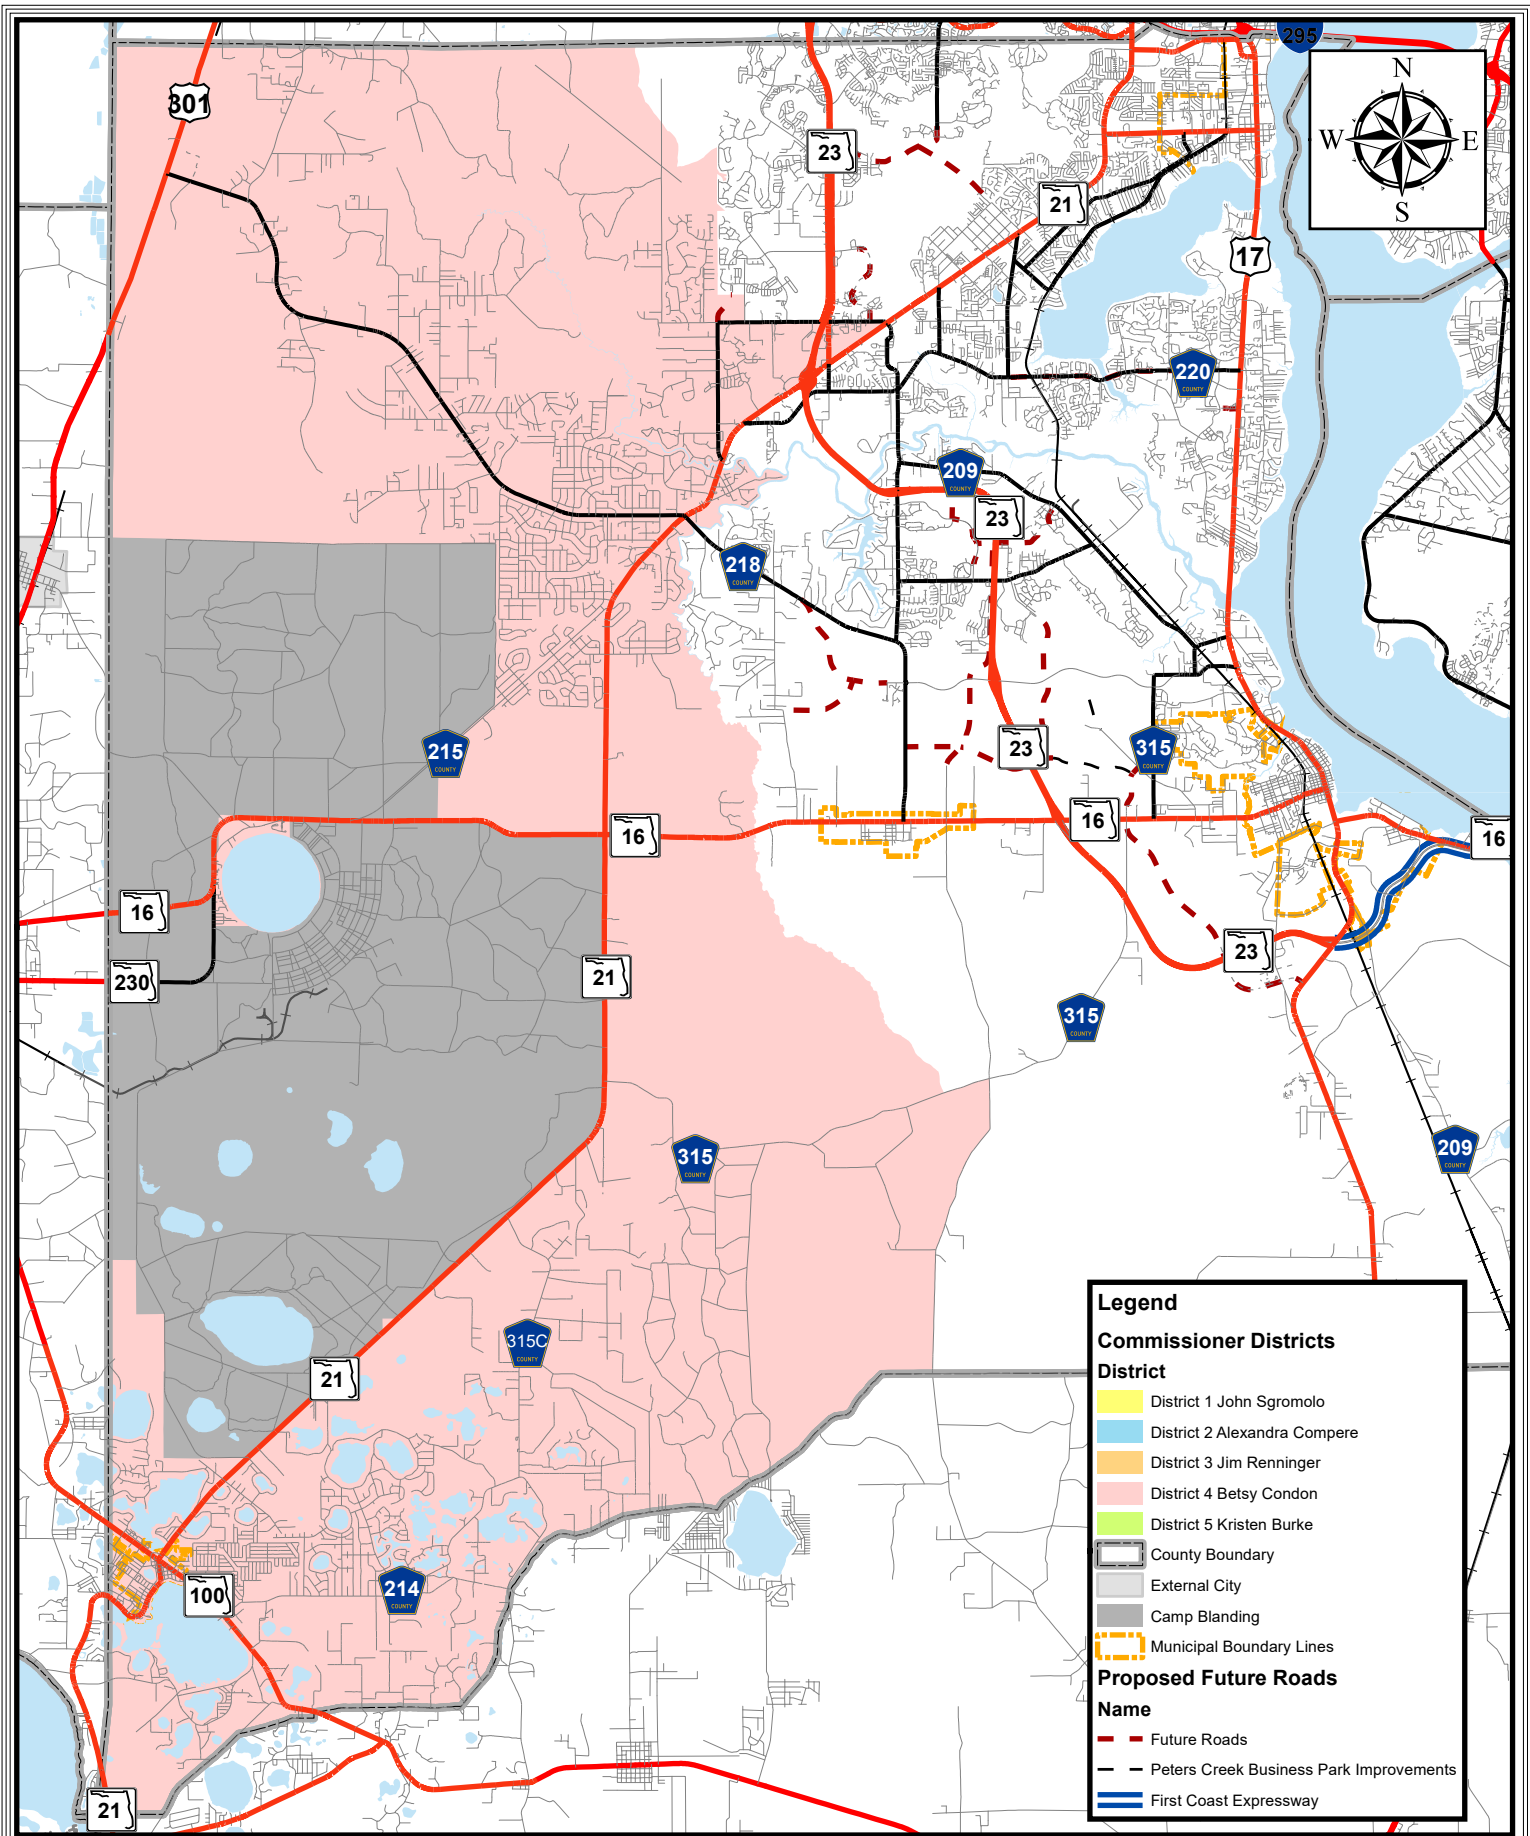 295
301
N
W
E
S
23
21
17
220
COUNTY
209
COUNTY
23
218
COUNTY
215
COUNTY
23
315
COUNTY
16
16
16
16
23
230
21
315
COUNTY
315
COUNTY
209
COUNTY
315C
COUNTY
21
100
214
COUNTY
21
Legend
Commissioner Districts
District
District 1 John Sgromolo
District 2 Alexandra Compere
District 3 Jim Renninger
District 4 Betsy Condon
District 5 Kristen Burke
County Boundary
External City
Camp Blanding
Municipal Boundary Lines
Proposed Future Roads
Name
Future Roads
Peters Creek Business Park Improvements
First Coast Expressway